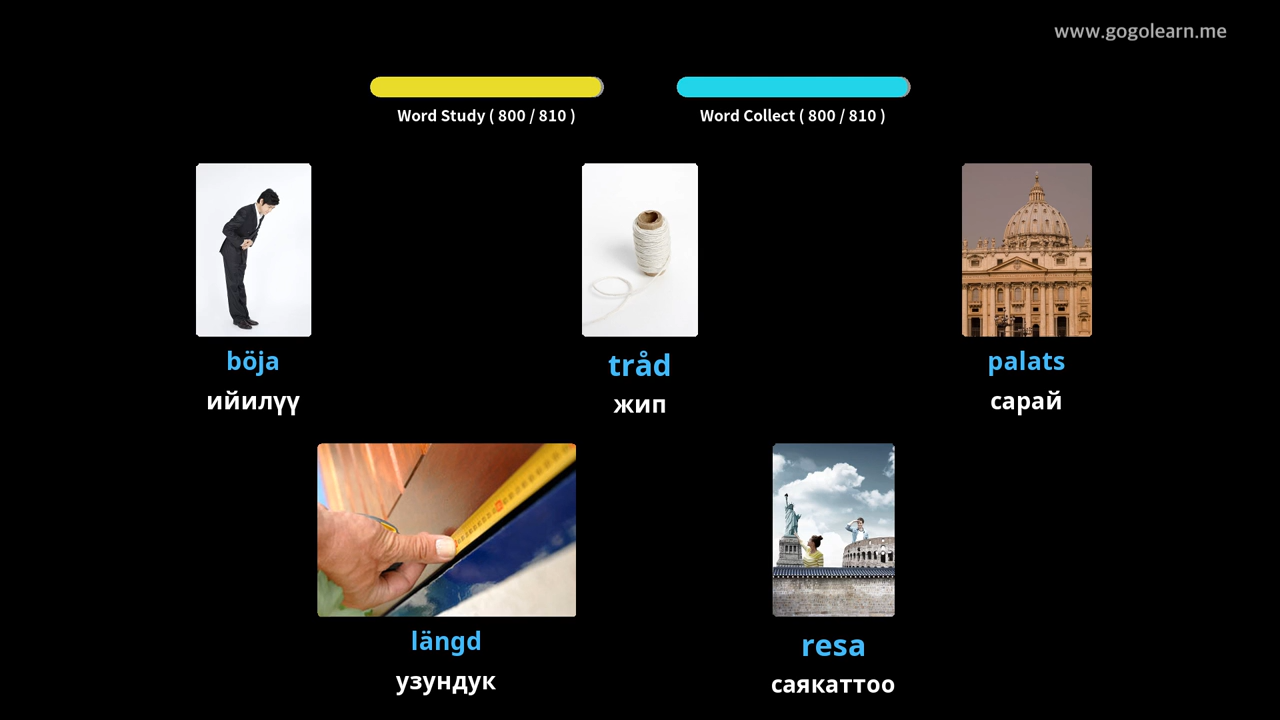 www.gogolearn.me
Word Study ( 800 / 810 )
Word Collect ( 800 / 810 )
böja
ийилүү
tråd
жип
palats
сарай
längd
узундук
resa
саякаттоо